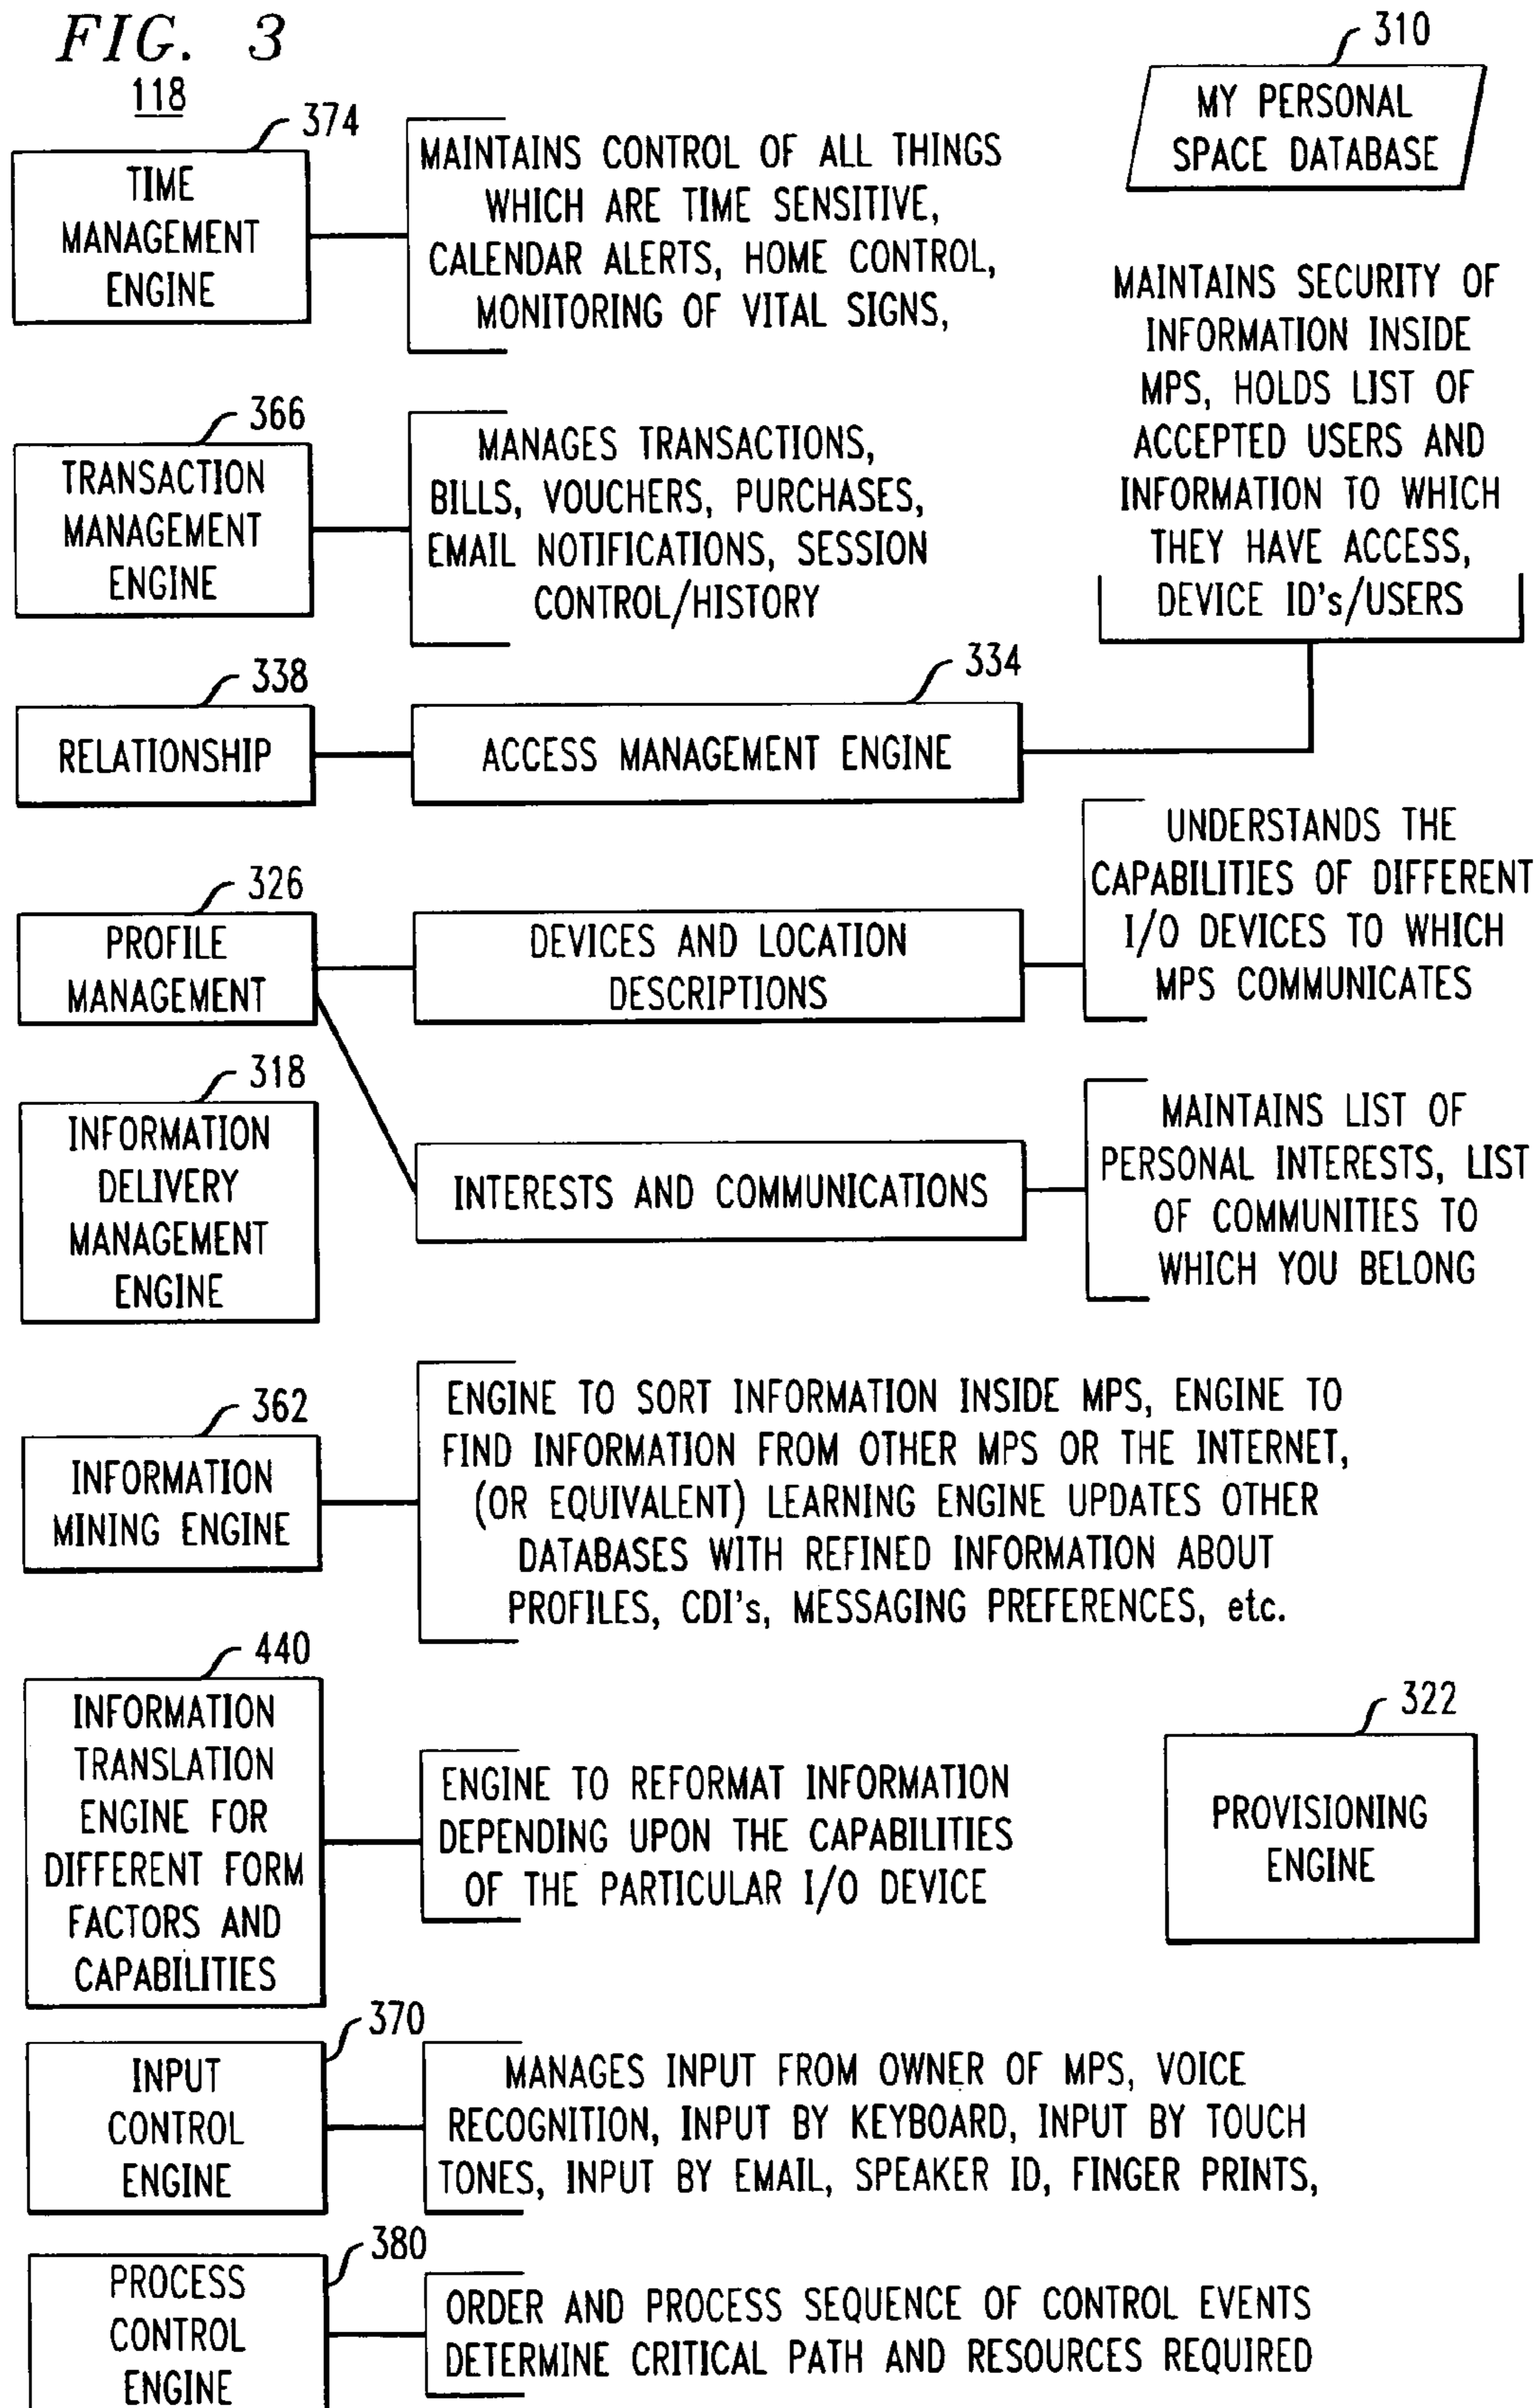 FIG. 3
118
310
MY PERSONAL
SPACE DATABASE
374
TIME
MANAGEMENT
ENGINE
MAINTAINS CONTROL OF ALL THINGS
WHICH ARE TIME SENSITIVE,
CALENDAR ALERTS, HOME CONTROL,
MONITORING OF VITAL SIGNS,
MAINTAINS SECURITY OF
INFORMATION INSIDE
MPS, HOLDS LIST OF
ACCEPTED USERS AND
INFORMATION TO WHICH
THEY HAVE ACCESS,
DEVICE ID's/USERS
366
TRANSACTION
MANAGEMENT
ENGINE
MANAGES TRANSACTIONS,
BILLS, VOUCHERS, PURCHASES,
EMAIL NOTIFICATIONS, SESSION
CONTROL/HISTORY
338
RELATIONSHIP
334
ACCESS MANAGEMENT ENGINE
326
PROFILE
MANAGEMENT
DEVICES AND LOCATION
DESCRIPTIONS
UNDERSTANDS THE
CAPABILITIES OF DIFFERENT
I/O DEVICES TO WHICH
MPS COMMUNICATES
318
INFORMATION
DELIVERY
MANAGEMENT
ENGINE
INTERESTS AND COMMUNICATIONS
MAINTAINS LIST OF
PERSONAL INTERESTS, LIST
OF COMMUNITIES TO
WHICH YOU BELONG
362
INFORMATION
MINING ENGINE
ENGINE TO SORT INFORMATION INSIDE MPS, ENGINE TO
FIND INFORMATION FROM OTHER MPS OR THE INTERNET,
(OR EQUIVALENT) LEARNING ENGINE UPDATES OTHER
DATABASES WITH REFINED INFORMATION ABOUT
PROFILES, CDI's, MESSAGING PREFERENCES, etc.
440
INFORMATION
TRANSLATION
ENGINE FOR
DIFFERENT FORM
FACTORS AND
CAPABILITIES
ENGINE TO REFORMAT INFORMATION
DEPENDING UPON THE CAPABILITIES
OF THE PARTICULAR I/O DEVICE
322
PROVISIONING
ENGINE
370
INPUT
CONTROL
ENGINE
MANAGES INPUT FROM OWNER OF MPS, VOICE
RECOGNITION, INPUT BY KEYBOARD, INPUT BY TOUCH
TONES, INPUT BY EMAIL, SPEAKER ID, FINGER PRINTS,
380
PROCESS
CONTROL
ENGINE
ORDER AND PROCESS SEQUENCE OF CONTROL EVENTS
DETERMINE CRITICAL PATH AND RESOURCES REQUIRED